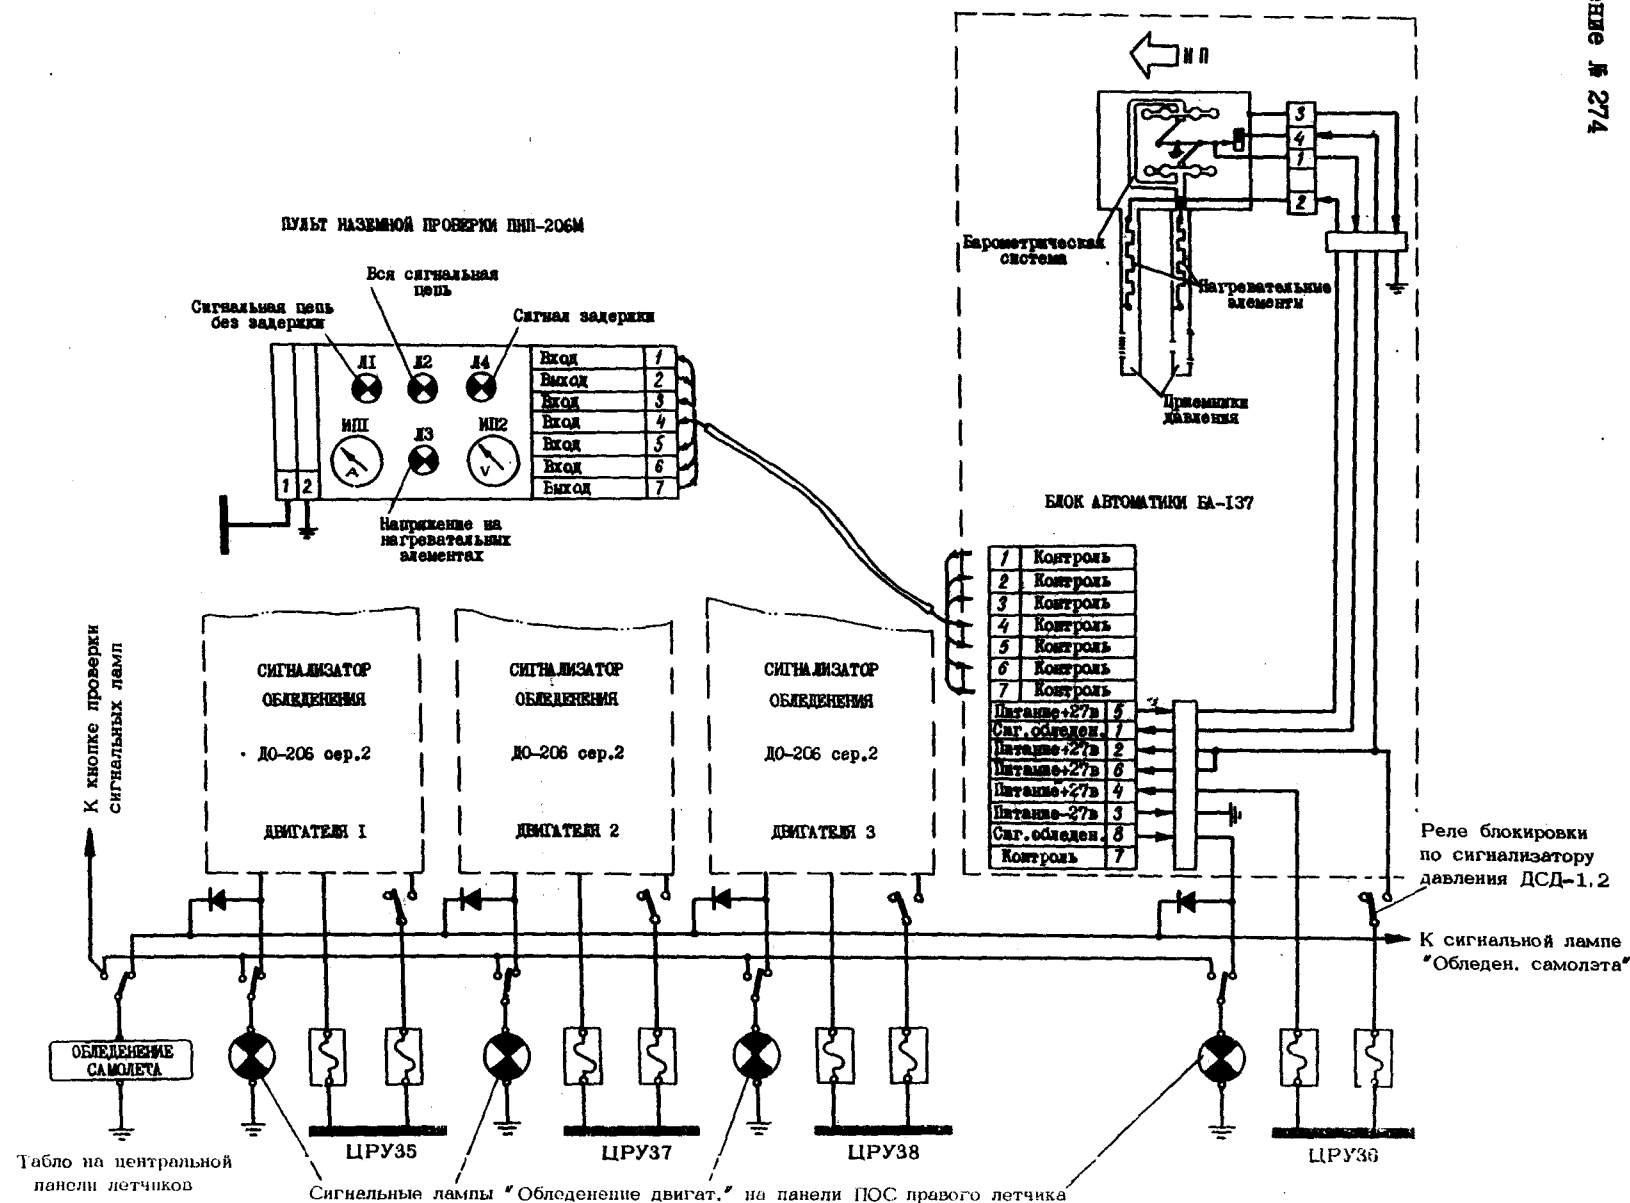 ение № 274
ИП
3
4
1
2
Барометрическая
система
Нагревательные
элементы
Приемники
давления
ПУЛЬТ НАЗЕМНОЙ ПРОВЕРКИ ПНП-206М
Вся сигнальная
цепь
Сигнальная цепь
без задержки
Сигнал задержки
Л1
Л2
Л4
ИП1
Л3
ИП2
А
V
1 2
Вход 1
Выход 2
Вход 3
Вход 4
Вход 5
Вход 6
Выход 7
Напряжение на
нагревательных
элементах
БЛОК АВТОМАТИКИ БА-137
1 Контроль
2 Контроль
3 Контроль
4 Контроль
5 Контроль
6 Контроль
7 Контроль
Питание+27в 5
Сиг.обледен. 1
Питание+27в 2
Питание+27в 6
Питание+27в 4
Питание-27в 3
Сиг.обледен. 8
Контроль 7
К кнопке проверки
сигнальных ламп
СИГНАЛИЗАТОР
ОБЛЕДЕНЕНИЯ
ДО-206 сер.2
ДВИГАТЕЛЯ 1
СИГНАЛИЗАТОР
ОБЛЕДЕНЕНИЯ
ДО-206 сер.2
ДВИГАТЕЛЯ 2
СИГНАЛИЗАТОР
ОБЛЕДЕНЕНИЯ
ДО-206 сер.2
ДВИГАТЕЛЯ 3
Реле блокировки
по сигнализатору
давления ДСД-1,2
К сигнальной лампе
"Обледен. самолэта"
ОБЛЕДЕНЕНИЕ
САМОЛЕТА
ЦРУ35
ЦРУ37
ЦРУ38
ЦРУ36
Табло на центральной
панели летчиков
Сигнальные лампы "Обледенение двигат." на панели ПОС правого летчика